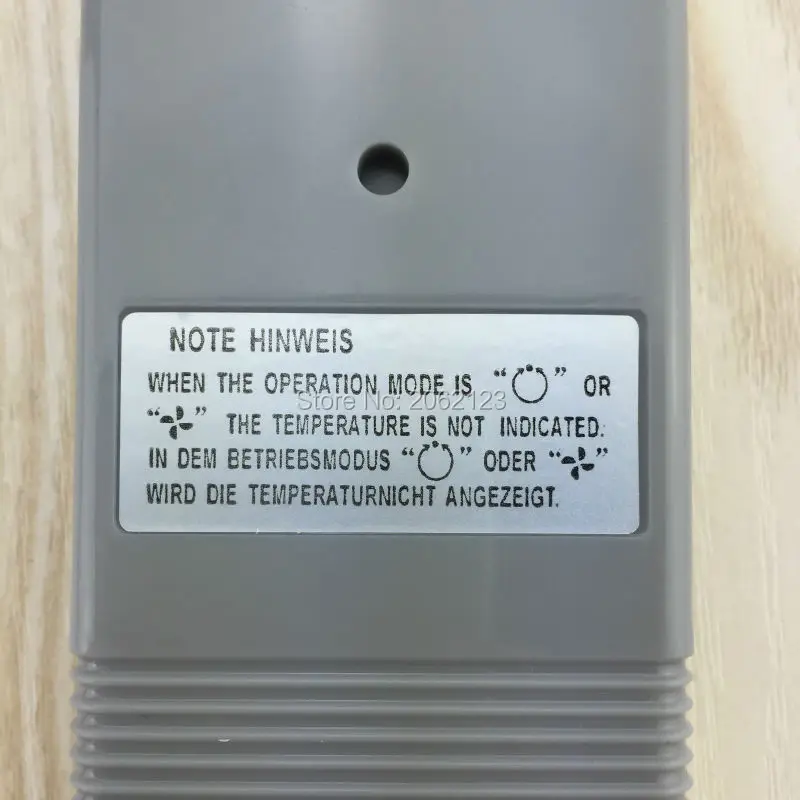 NOTE HINWEIS
WHEN THE OPERATION MODE IS “ ” OR
Store No: 2062123
“ ” THE TEMPERATURE IS NOT INDICATED.
IN DEM BETRIEBSMODUS “ ” ODER “ ”
WIRD DIE TEMPERATURNICHT ANGEZEIGT.